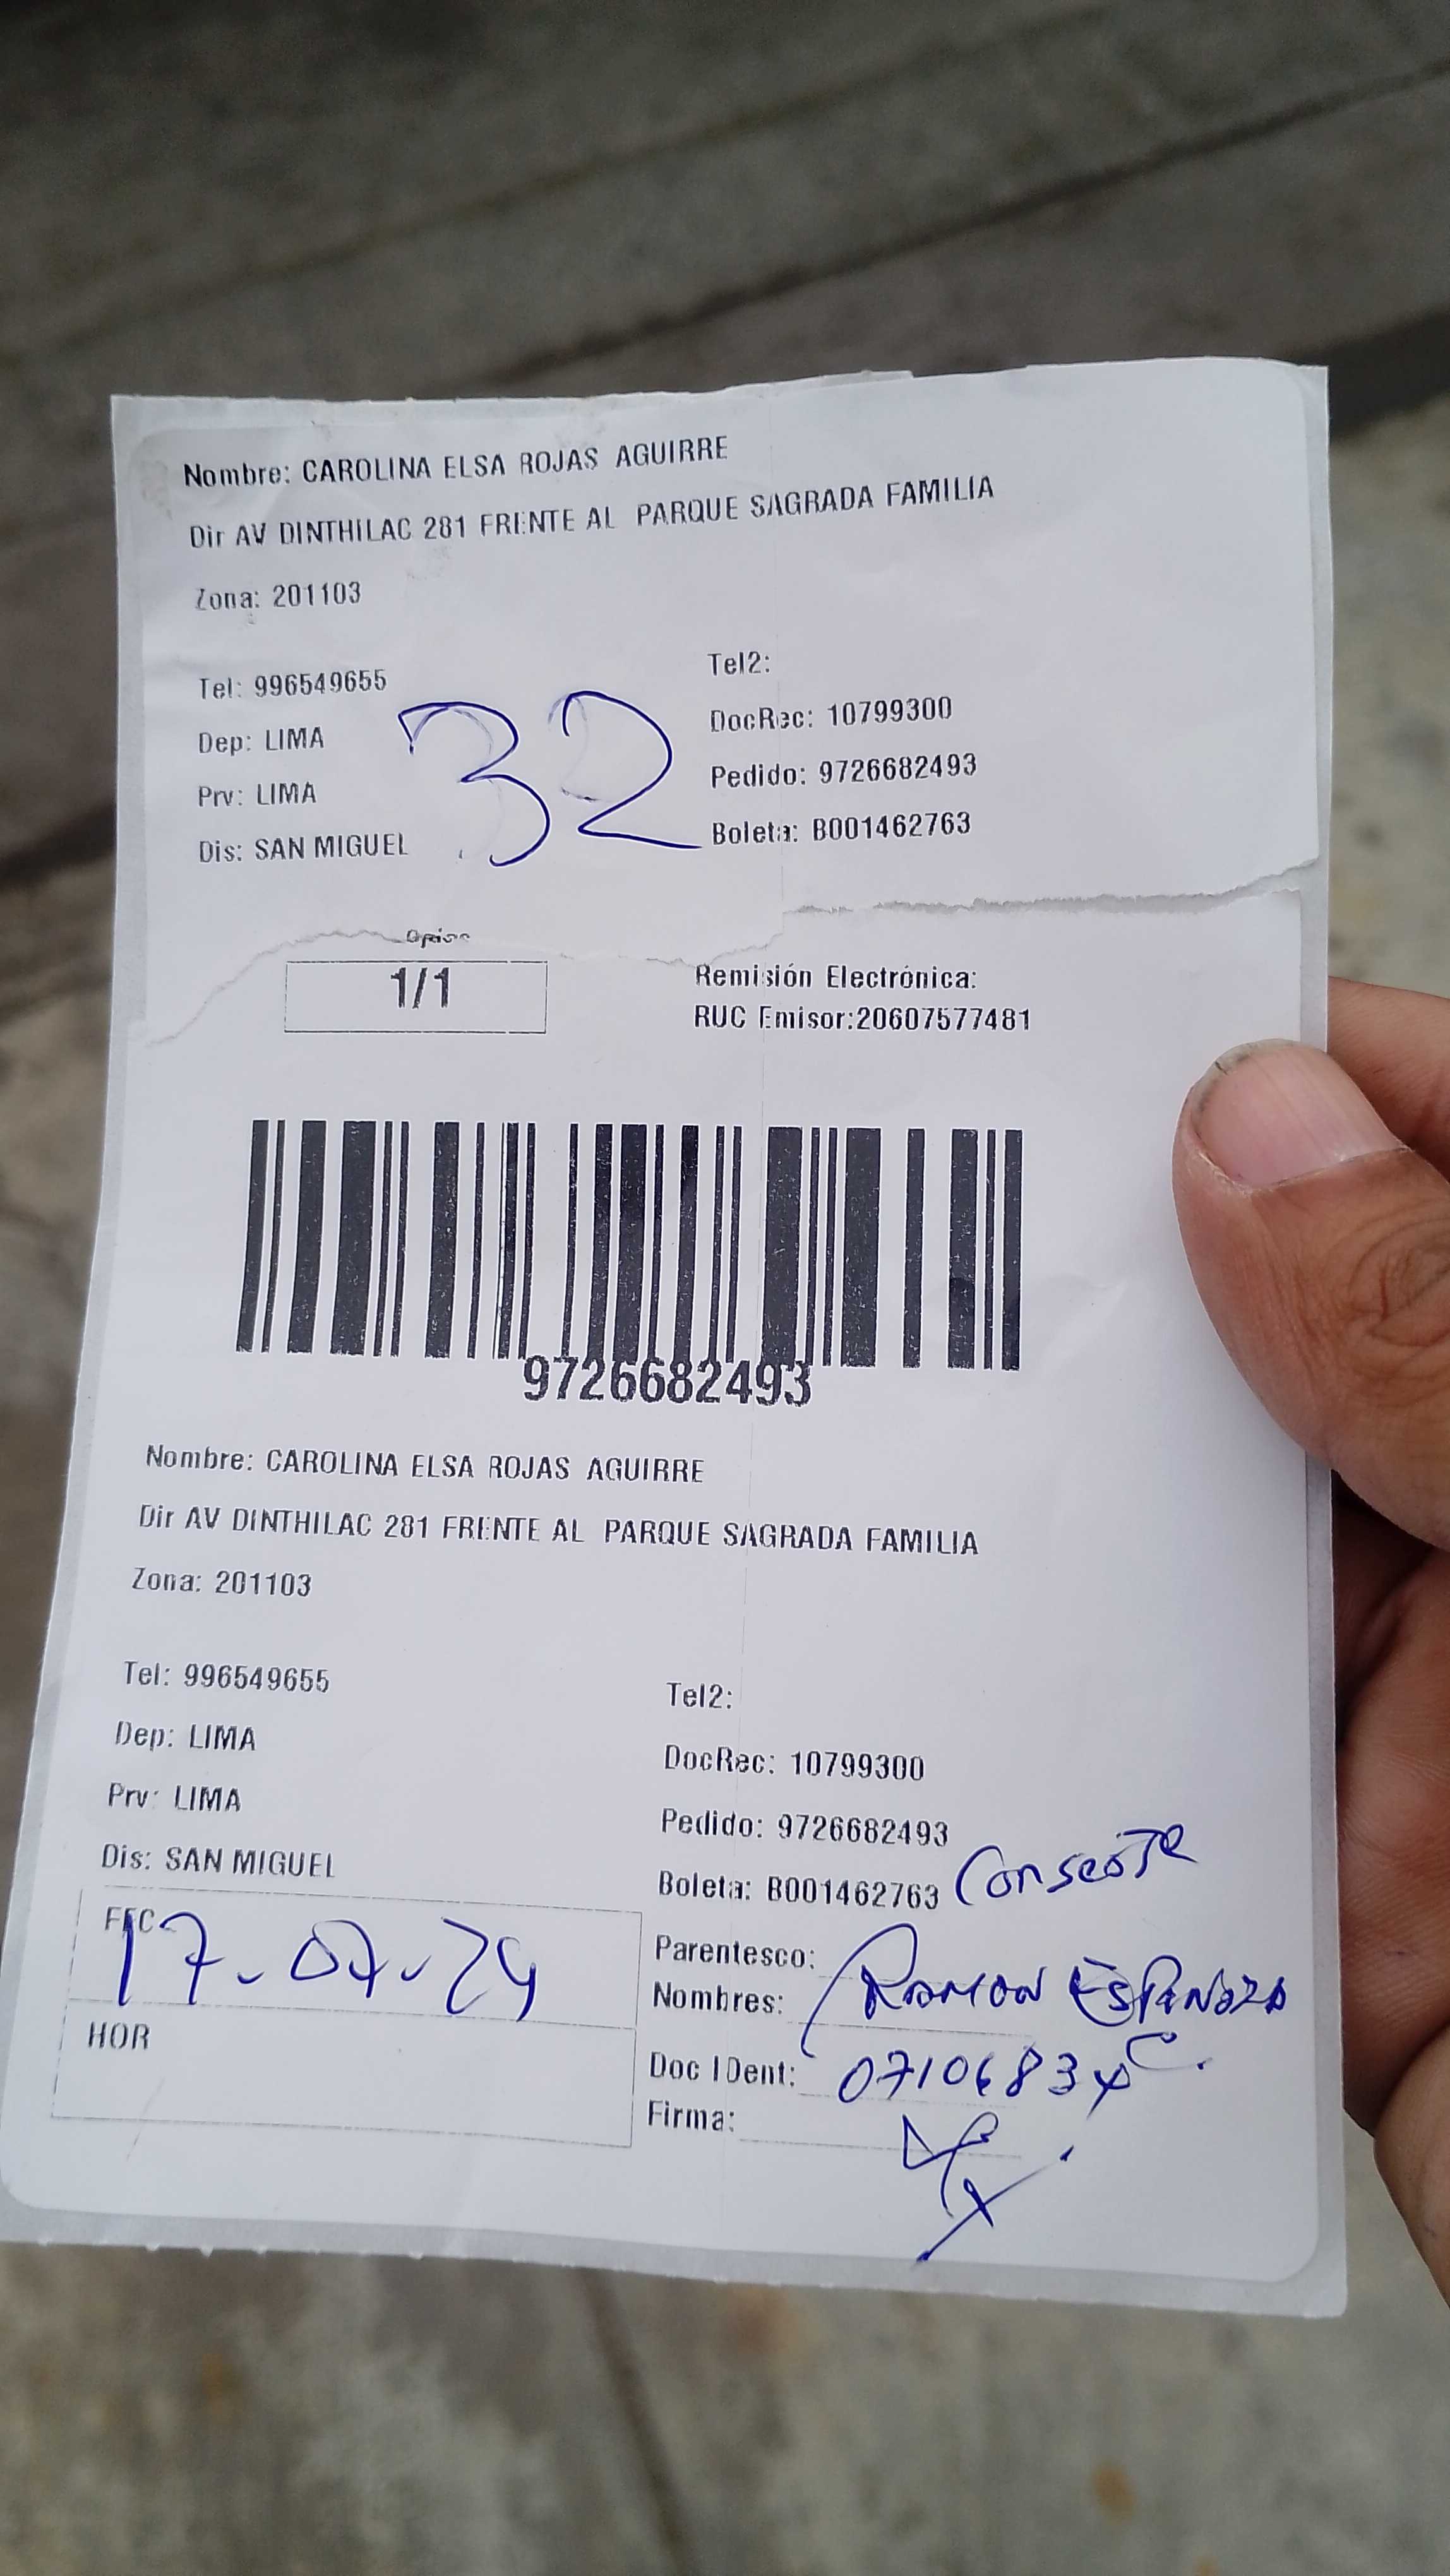 Nombre: CAROLINA ELSA ROJAS AGUIRRE
Dir AV DINTHILAC 281 FRENTE AL PARQUE SAGRADA FAMILIA
Zona: 201103
Tel: 996549655
Tel2:
Dep: LIMA
DocRec: 10799300
Prv: LIMA
Pedido: 9726682493
Dis: SAN MIGUEL
Boleta: B001462763
32
1/1
Remisión Electrónica:
RUC Emisor:20607577481
9726682493
Nombre: CAROLINA ELSA ROJAS AGUIRRE
Dir AV DINTHILAC 281 FRENTE AL PARQUE SAGRADA FAMILIA
Zona: 201103
Tel: 996549655
Tel2:
Dep: LIMA
DocRec: 10799300
Prv: LIMA
Pedido: 9726682493
Dis: SAN MIGUEL
Boleta: B001462763
FEC
17-07-24
Parentesco:
Nombres: RAMON ESPINOZA C.
HOR
Doc IDent:
Firma: